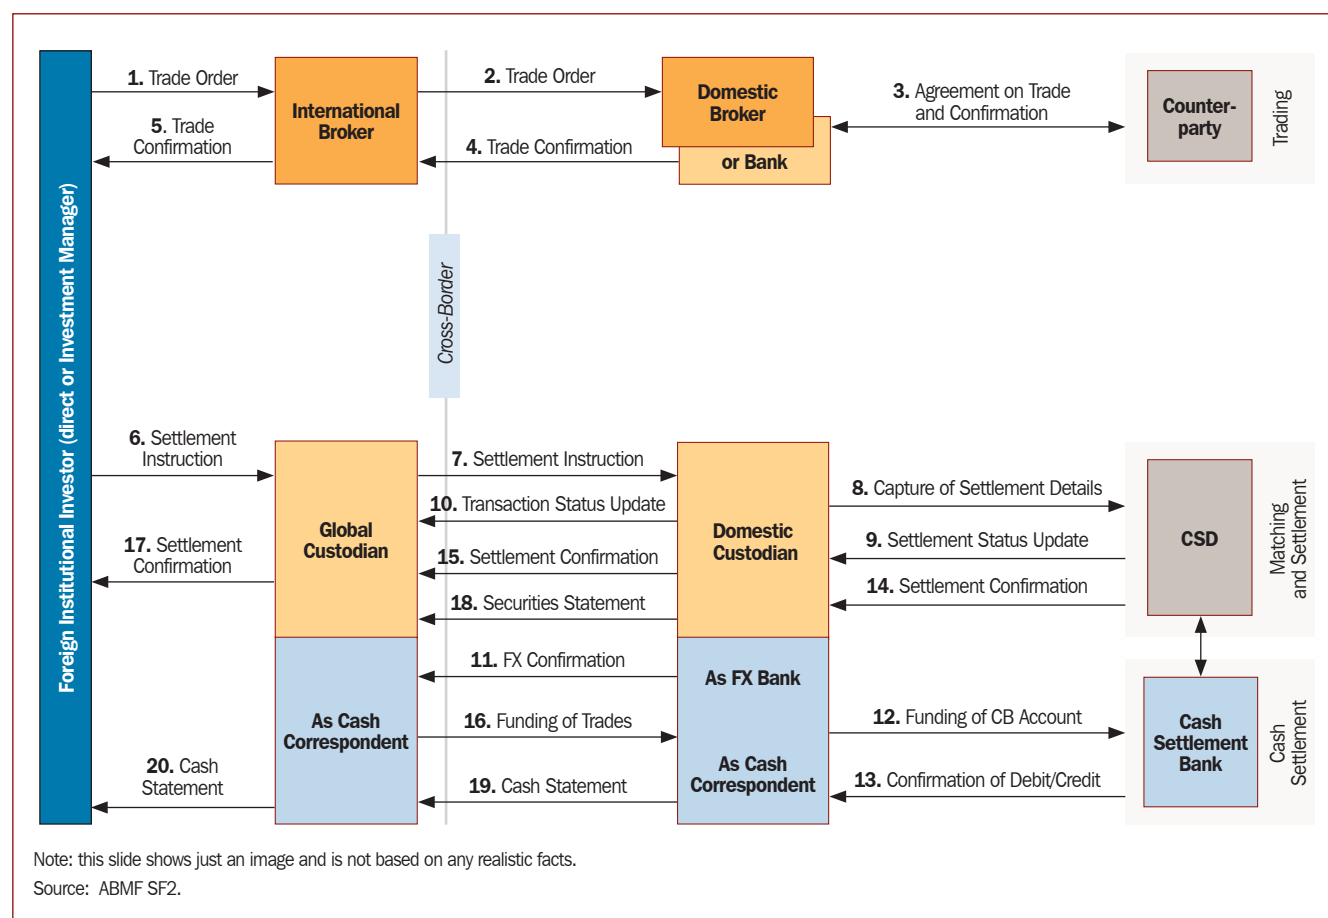 Foreign Institutional Investor (direct or Investment Manager)
1. Trade Order
International
Broker
2. Trade Order
Domestic
Broker
or Bank
3. Agreement on Trade
and Confirmation
Counter-
party
Trading
5. Trade
Confirmation
4. Trade Confirmation
Cross-Border
6. Settlement
Instruction
Global
Custodian
7. Settlement Instruction
10. Transaction Status Update
15. Settlement Confirmation
18. Securities Statement
17. Settlement
Confirmation
Domestic
Custodian
8. Capture of Settlement Details
9. Settlement Status Update
14. Settlement Confirmation
CSD
Matching
and Settlement
11. FX Confirmation
As FX Bank
As Cash
Correspondent
16. Funding of Trades
As Cash
Correspondent
12. Funding of CB Account
Cash
Settlement
Bank
Cash
Settlement
20. Cash
Statement
19. Cash Statement
13. Confirmation of Debit/Credit
Note: this slide shows just an image and is not based on any realistic facts.
Source: ABMF SF2.